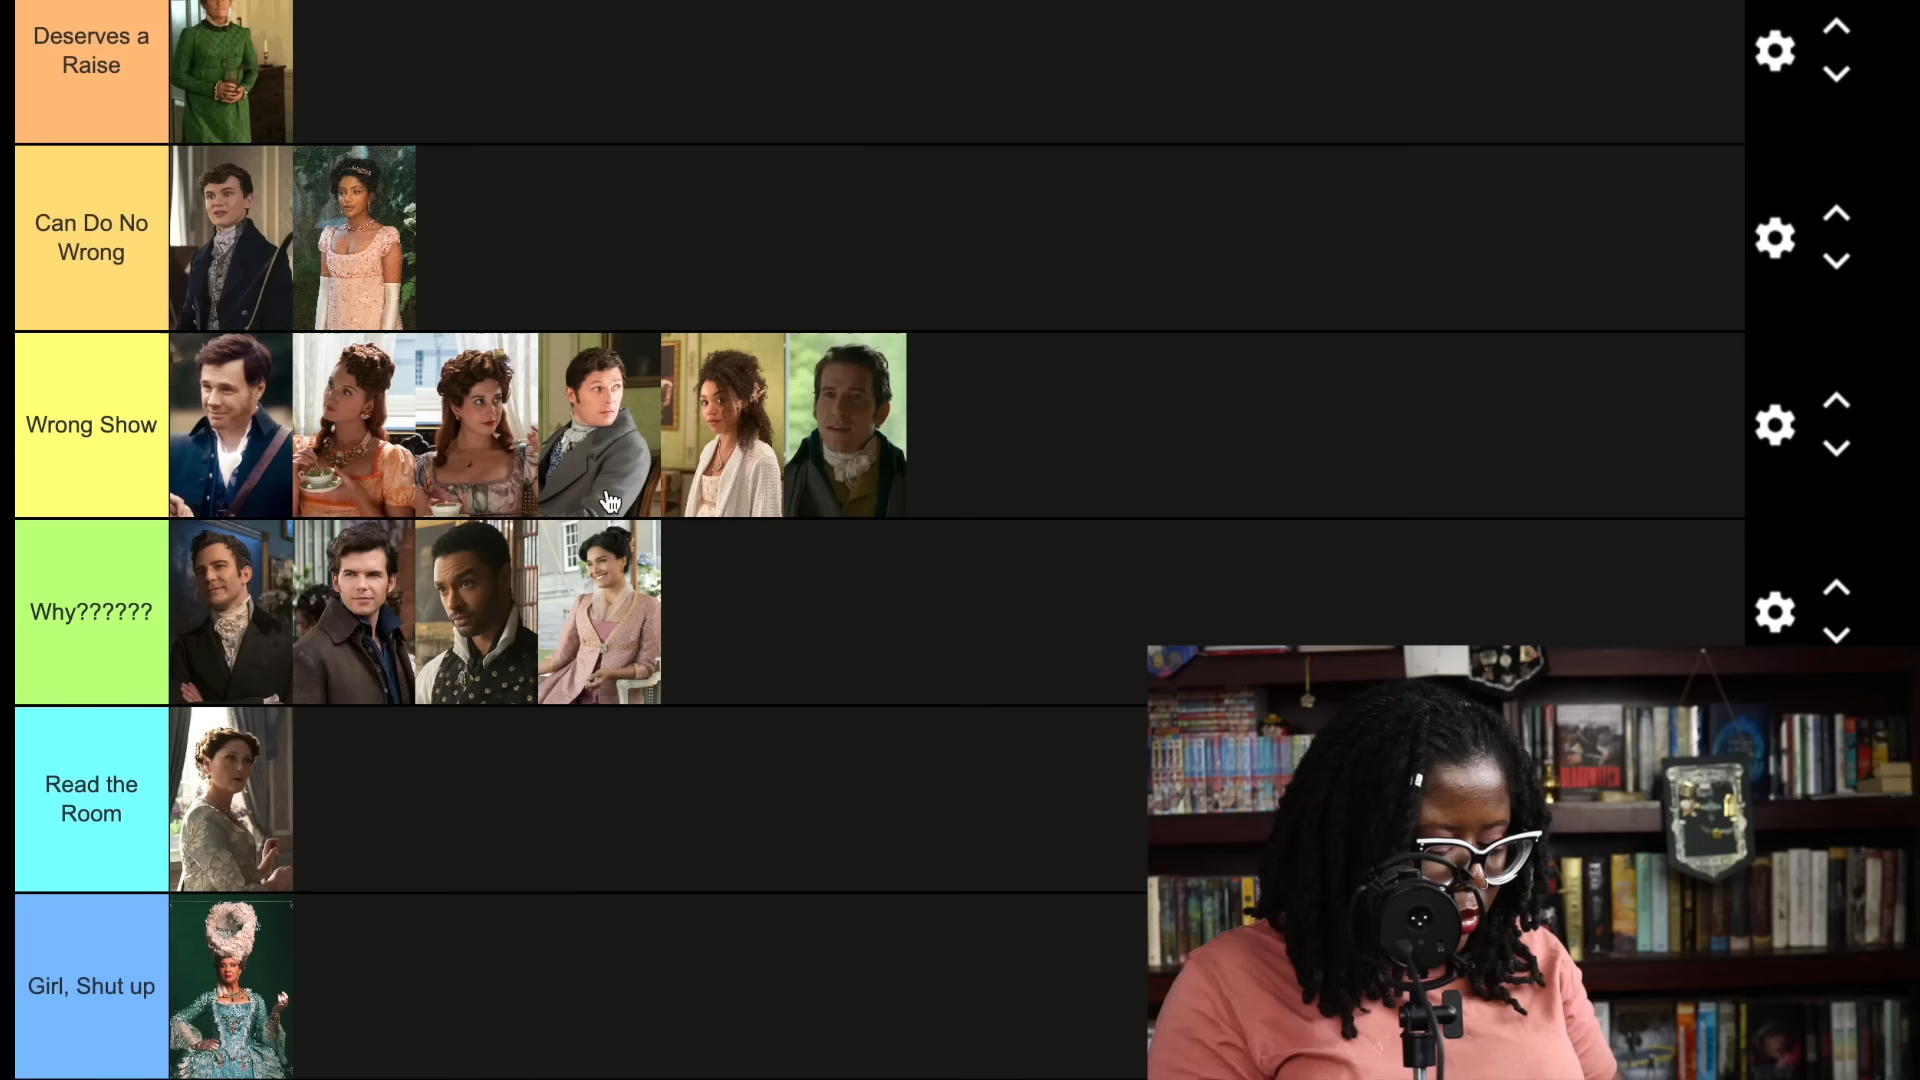 Deserves a
Raise
Can Do No
Wrong
Wrong Show
Why??????
Read the
Room
Girl, Shut up